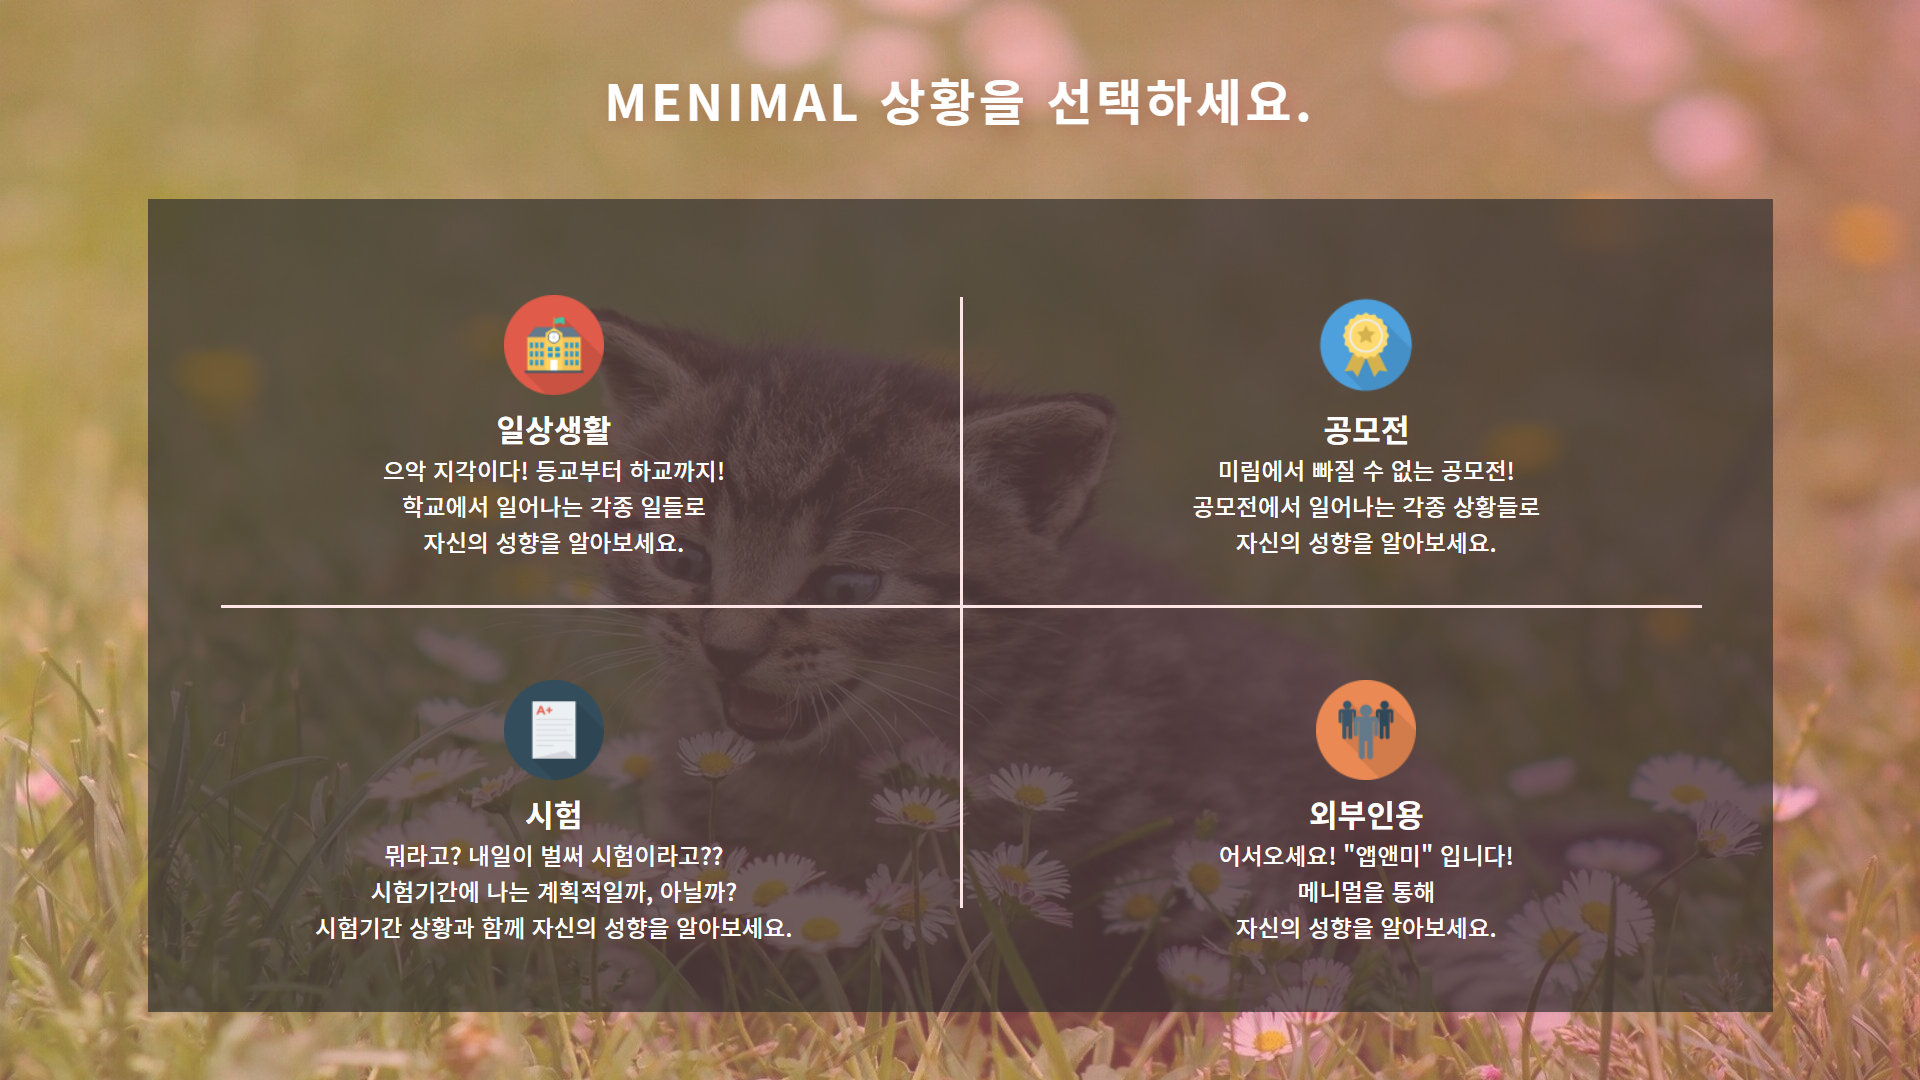 MENIMAL 상황을 선택하세요.
일상생활
으악 지각이다! 등교부터 하교까지!
학교에서 일어나는 각종 일들로
자신의 성향을 알아보세요.
공모전
미림에서 빠질 수 없는 공모전!
공모전에서 일어나는 각종 상황들로
자신의 성향을 알아보세요.
A+
시험
뭐라고? 내일이 벌써 시험이라고??
시험기간에 나는 계획적일까, 아닐까?
시험기간 상황과 함께 자신의 성향을 알아보세요.
외부인용
어서오세요! "앱앤미" 입니다!
메니멀을 통해
자신의 성향을 알아보세요.